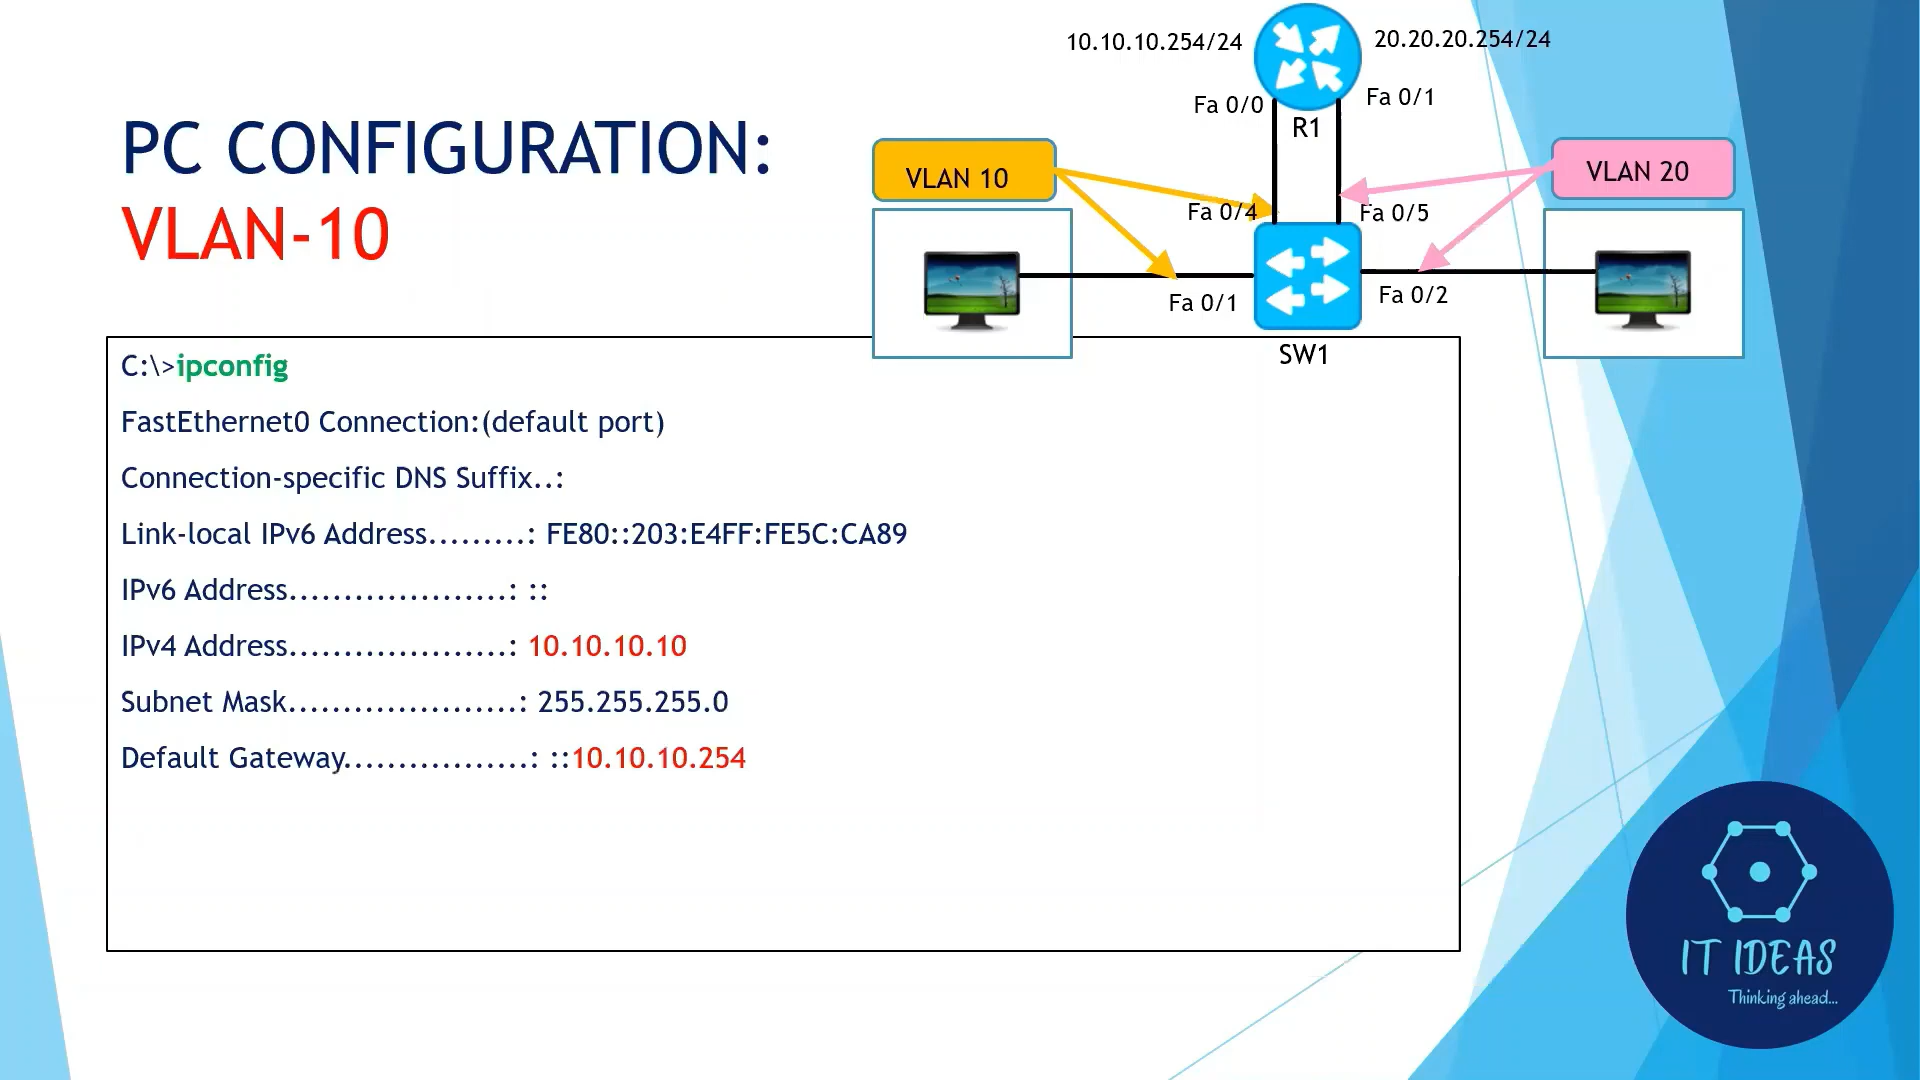 PC CONFIGURATION:
VLAN-10
10.10.10.254/24
20.20.20.254/24
Fa 0/0
Fa 0/1
R1
VLAN 10
VLAN 20
Fa 0/4
Fa 0/5
Fa 0/1
Fa 0/2
SW1
C:\>ipconfig
FastEthernet0 Connection:(default port)
Connection-specific DNS Suffix..:
Link-local IPv6 Address.........: FE80::203:E4FF:FE5C:CA89
IPv6 Address....................: ::
IPv4 Address....................: 10.10.10.10
Subnet Mask.....................: 255.255.255.0
Default Gateway.................: ::10.10.10.254
IT IDEAS
Thinking ahead...